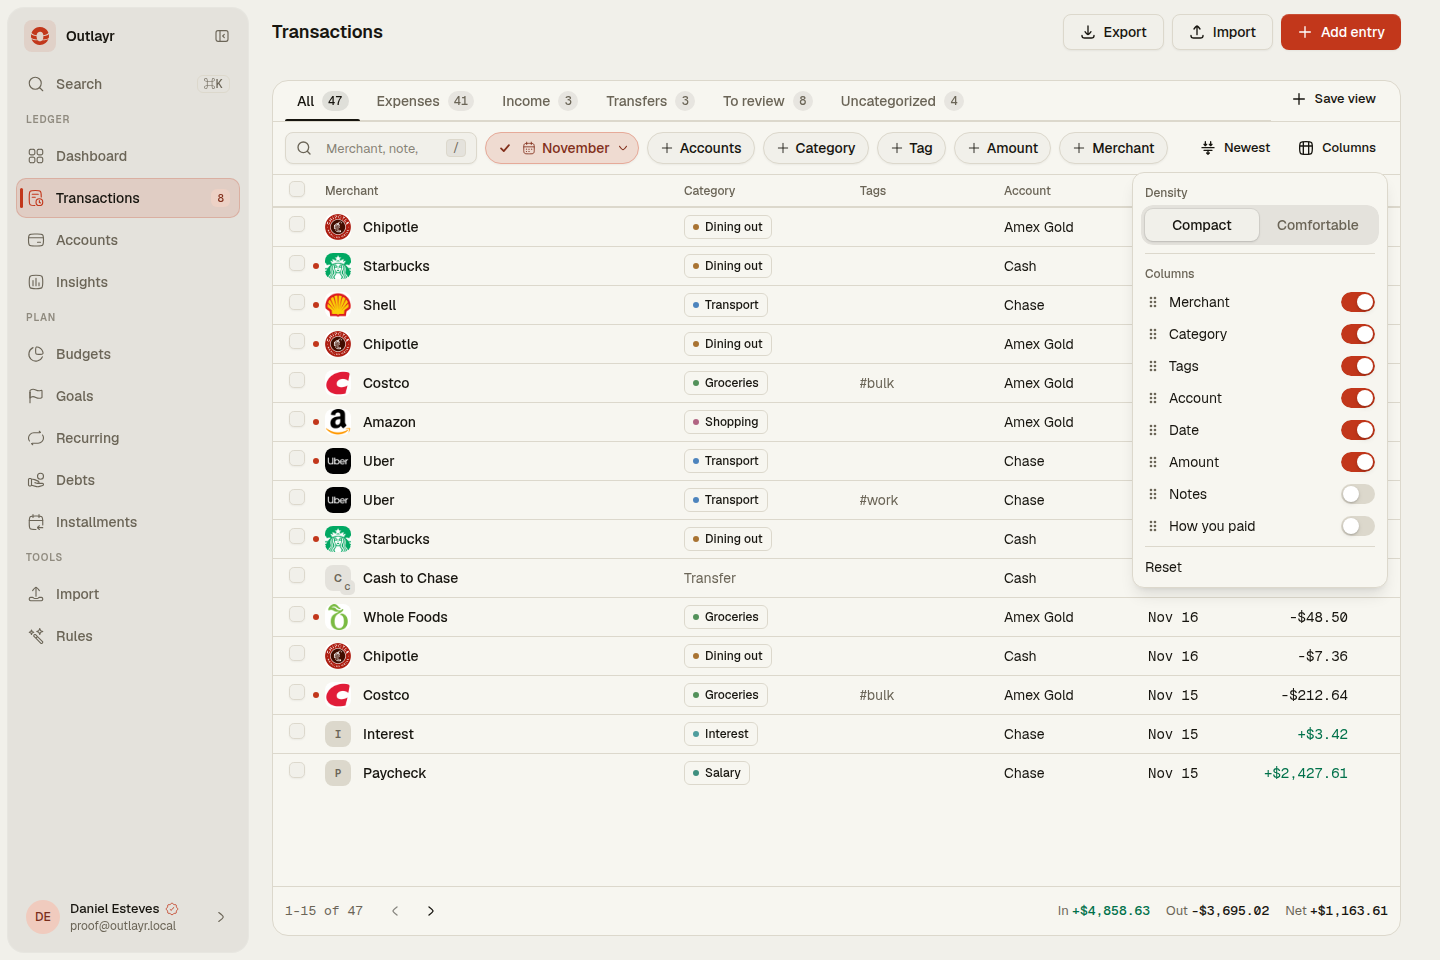 Outlayr
Search ⌘K
LEDGER
Dashboard
Transactions 8
Accounts
Insights
PLAN
Budgets
Goals
Recurring
Debts
Installments
TOOLS
Import
Rules
DE Daniel Esteves
proof@outlayr.local
Transactions
Export Import Add entry
All 47 Expenses 41 Income 3 Transfers 3 To review 8 Uncategorized 4 Save view
Merchant, note, / November Accounts Category Tag Amount Merchant Newest Columns
Merchant Category Tags Account
Chipotle Dining out Amex Gold
Starbucks Dining out Cash
Shell Transport Chase
Chipotle Dining out Amex Gold
Costco Groceries #bulk Amex Gold
Amazon Shopping Amex Gold
Uber Uber Transport Chase
Uber Uber Transport #work Chase
Starbucks Dining out Cash
C C Cash to Chase Transfer Cash
Whole Foods Groceries Amex Gold Nov 16 -$48.50
Chipotle Dining out Cash Nov 16 -$7.36
Costco Groceries #bulk Amex Gold Nov 15 -$212.64
I Interest Interest Chase Nov 15 +$3.42
P Paycheck Salary Chase Nov 15 +$2,427.61
Density
Compact Comfortable
Columns
Merchant
Category
Tags
Account
Date
Amount
Notes
How you paid
Reset
1-15 of 47
In +$4,858.63 Out -$3,695.02 Net +$1,163.61